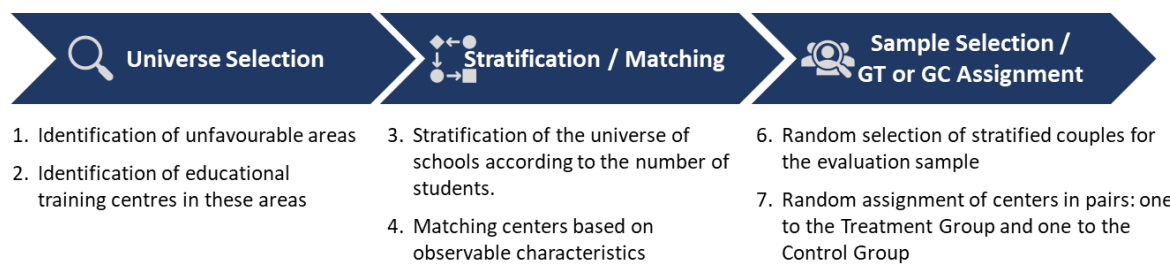 Universe Selection
Stratification / Matching
Sample Selection /
GT or GC Assignment
1. Identification of unfavourable areas
2. Identification of educational
training centres in these areas
3. Stratification of the universe of
schools according to the number of
students.
4. Matching centers based on
observable characteristics
6. Random selection of stratified couples for
the evaluation sample
7. Random assignment of centers in pairs: one
to the Treatment Group and one to the
Control Group